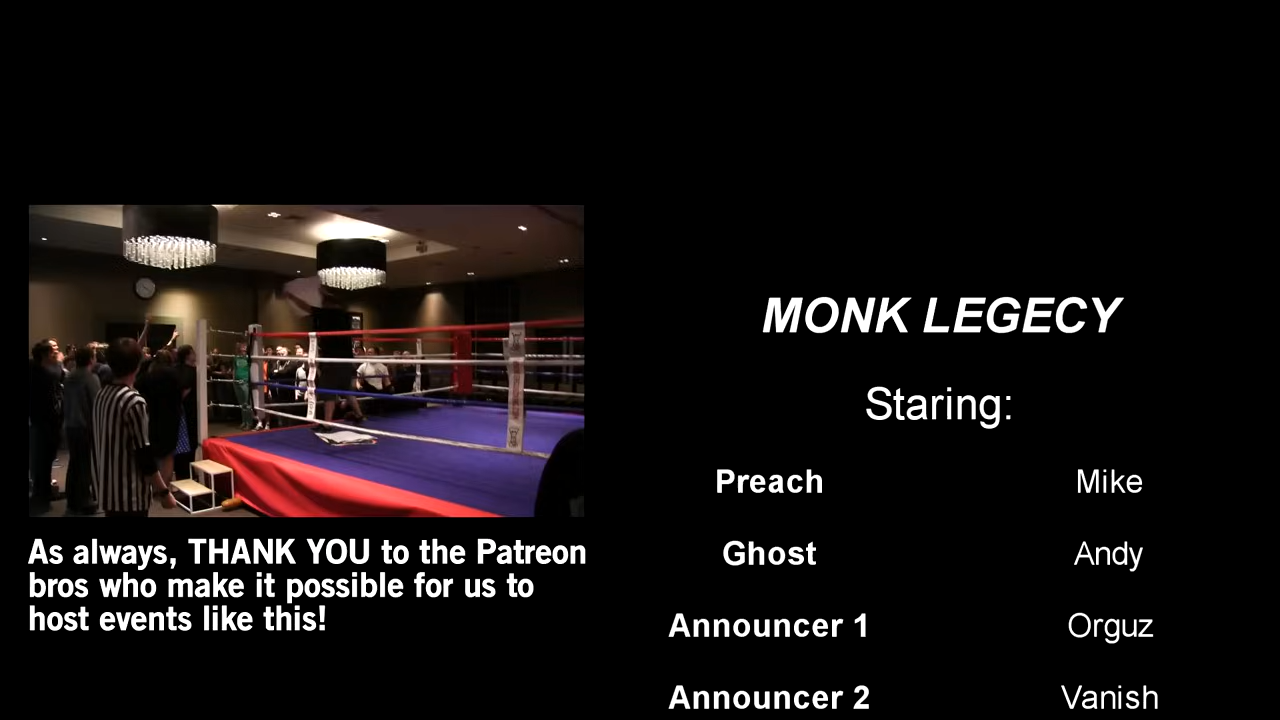 MONK LEGECY
Staring:
Preach Mike
Ghost Andy
Announcer 1 Orguz
Announcer 2 Vanish
As always, THANK YOU to the Patreon
bros who make it possible for us to
host events like this!